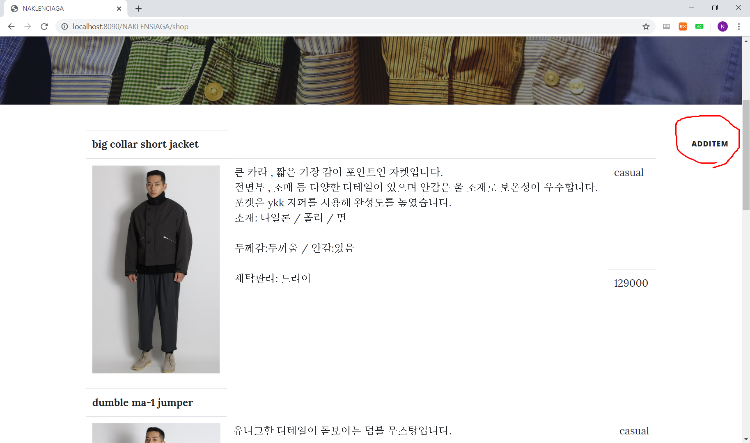 NAKLENSIAGA
localhost:8090/NAKLENSIAGA/shop
N
ADDITEM
big collar short jacket
큰 카라 , 짧은 기장 감이 포인트인 자켓입니다.
casual
전면부 , 소매 등 다양한 디테일이 있으며 안감은 울 소재로 보온성이 우수합니다.
포켓은 ykk 지퍼를 사용해 완성도를 높였습니다.
소재: 나일론 / 폴리 / 면
두께감:두꺼움 / 안감:있음
세탁관리: 드라이
129000
dumble ma-1 jumper
유니크한 디테일이 돋보이는 덤블 무스탕입니다.
casual